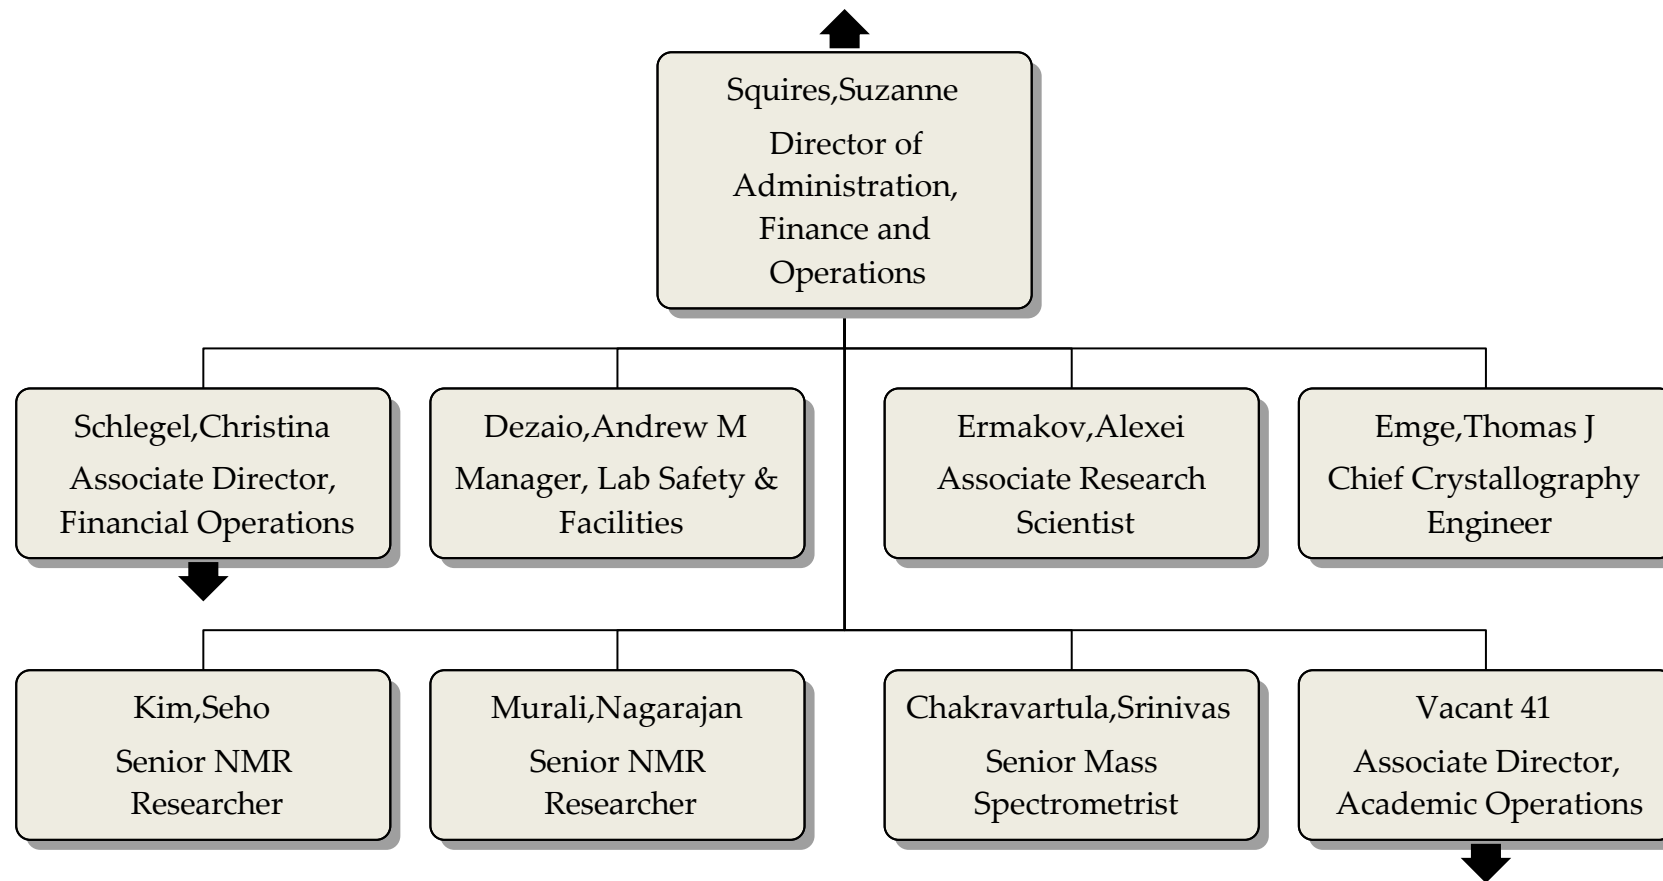 Squires,Suzanne
Director of
Administration,
Finance and
Operations
Schlegel,Christina
Associate Director,
Financial Operations
Dezaio,Andrew M
Manager, Lab Safety &
Facilities
Ermakov,Alexei
Associate Research
Scientist
Emge,Thomas J
Chief Crystallography
Engineer
Kim,Seho
Senior NMR
Researcher
Murali,Nagarajan
Senior NMR
Researcher
Chakravartula,Srinivas
Senior Mass
Spectrometrist
Vacant 41
Associate Director,
Academic Operations